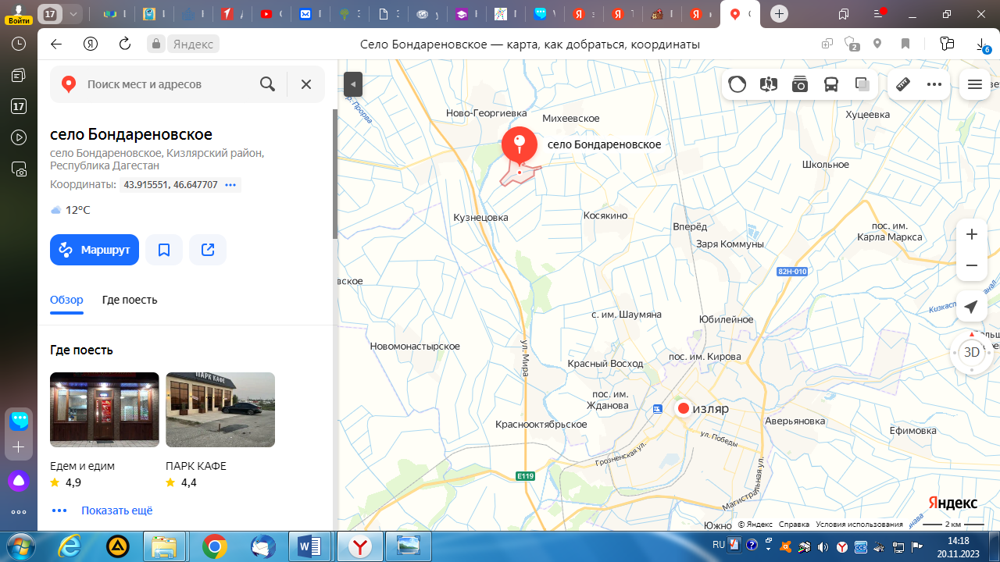 Войти
17
Село Бондареновское — карта, как добраться, координаты
Яндекс
2
6
17
Поиск мест и адресов
село Бондареновское
село Бондареновское, Кизлярский район,
Республика Дагестан
Координаты: 43.915551, 46.647707
12°C
Маршрут
Обзор
Где поесть
Где поесть
ПАРК КАФЕ
Едем и едим
4,9
ПАРК КАФЕ
4,4
Показать ещё
Ново-Георгиевка
Михеевское
Хуцеевка
село Бондареновское
Школьное
Кузнецовка
Косякино
Вперёд
пос. им.
Карла Маркса
Заря Коммуны
82Н-010
вское
с. им. Шаумяна
Юбилейное
Новомонастырское
ул. Мира
Красный Восход
пос. им. Кирова
3D
пос. им.
Жданова
изляр
Краснооктябрьское
Аверьяновка
Ефимовка
ул. Победы
Грозненская ул.
Магистральная ул.
E119
Южно
Яндекс
© Яндекс Справка Условия использования
2 км
RU
14:18
20.11.2023